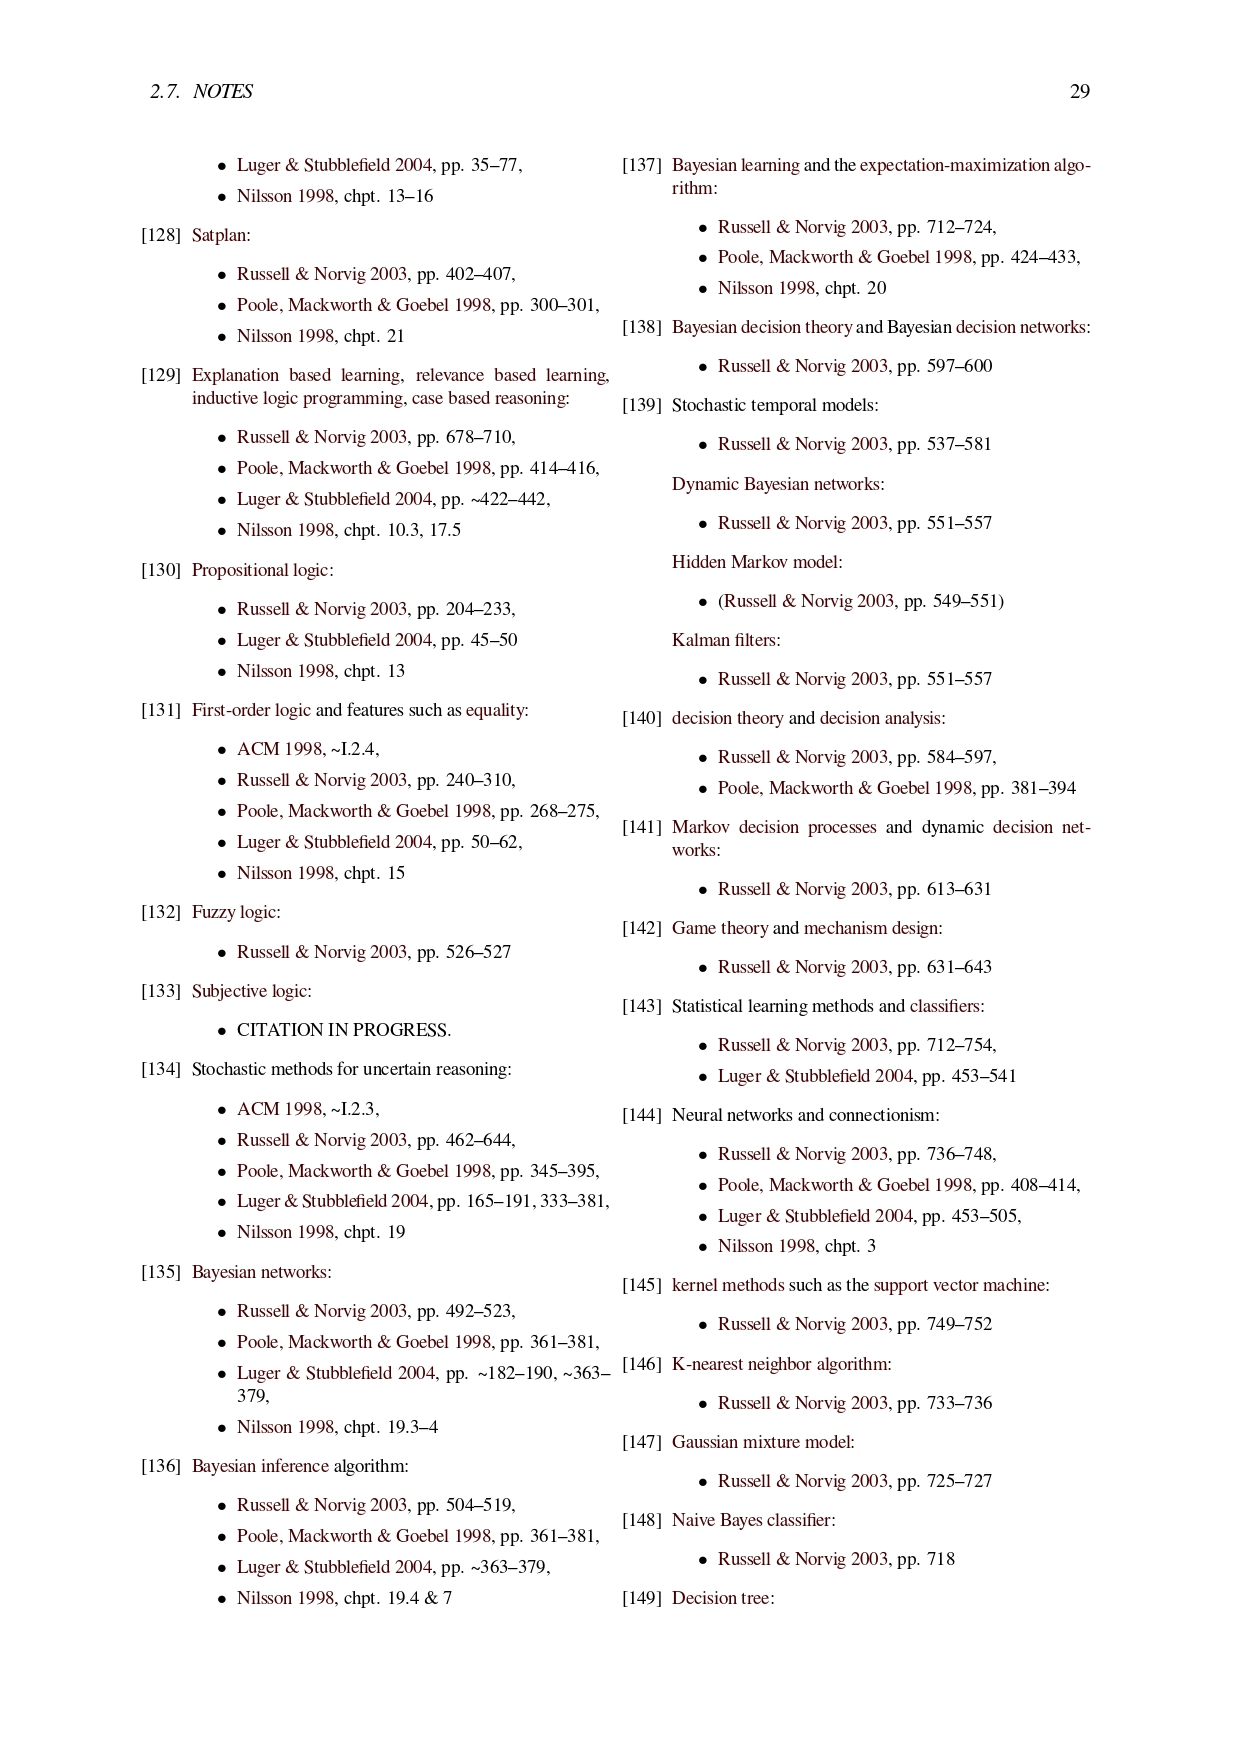 2.7. NOTES
29
• Luger & Stubblefield 2004, pp. 35–77,
• Nilsson 1998, chpt. 13–16
[128] Satplan:
• Russell & Norvig 2003, pp. 402–407,
• Poole, Mackworth & Goebel 1998, pp. 300–301,
• Nilsson 1998, chpt. 21
[129] Explanation based learning, relevance based learning,
inductive logic programming, case based reasoning:
• Russell & Norvig 2003, pp. 678–710,
• Poole, Mackworth & Goebel 1998, pp. 414–416,
• Luger & Stubblefield 2004, pp. ~422–442,
• Nilsson 1998, chpt. 10.3, 17.5
[130] Propositional logic:
• Russell & Norvig 2003, pp. 204–233,
• Luger & Stubblefield 2004, pp. 45–50
• Nilsson 1998, chpt. 13
[131] First-order logic and features such as equality:
• ACM 1998, ~I.2.4,
• Russell & Norvig 2003, pp. 240–310,
• Poole, Mackworth & Goebel 1998, pp. 268–275,
• Luger & Stubblefield 2004, pp. 50–62,
• Nilsson 1998, chpt. 15
[132] Fuzzy logic:
• Russell & Norvig 2003, pp. 526–527
[133] Subjective logic:
• CITATION IN PROGRESS.
[134] Stochastic methods for uncertain reasoning:
• ACM 1998, ~I.2.3,
• Russell & Norvig 2003, pp. 462–644,
• Poole, Mackworth & Goebel 1998, pp. 345–395,
• Luger & Stubblefield 2004, pp. 165–191, 333–381,
• Nilsson 1998, chpt. 19
[135] Bayesian networks:
• Russell & Norvig 2003, pp. 492–523,
• Poole, Mackworth & Goebel 1998, pp. 361–381,
• Luger & Stubblefield 2004, pp. ~182–190, ~363–
379,
• Nilsson 1998, chpt. 19.3–4
[136] Bayesian inference algorithm:
• Russell & Norvig 2003, pp. 504–519,
• Poole, Mackworth & Goebel 1998, pp. 361–381,
• Luger & Stubblefield 2004, pp. ~363–379,
• Nilsson 1998, chpt. 19.4 & 7
[137] Bayesian learning and the expectation-maximization algo-
rithm:
• Russell & Norvig 2003, pp. 712–724,
• Poole, Mackworth & Goebel 1998, pp. 424–433,
• Nilsson 1998, chpt. 20
[138] Bayesian decision theory and Bayesian decision networks:
• Russell & Norvig 2003, pp. 597–600
[139] Stochastic temporal models:
• Russell & Norvig 2003, pp. 537–581
Dynamic Bayesian networks:
• Russell & Norvig 2003, pp. 551–557
Hidden Markov model:
• (Russell & Norvig 2003, pp. 549–551)
Kalman filters:
• Russell & Norvig 2003, pp. 551–557
[140] decision theory and decision analysis:
• Russell & Norvig 2003, pp. 584–597,
• Poole, Mackworth & Goebel 1998, pp. 381–394
[141] Markov decision processes and dynamic decision net-
works:
• Russell & Norvig 2003, pp. 613–631
[142] Game theory and mechanism design:
• Russell & Norvig 2003, pp. 631–643
[143] Statistical learning methods and classifiers:
• Russell & Norvig 2003, pp. 712–754,
• Luger & Stubblefield 2004, pp. 453–541
[144] Neural networks and connectionism:
• Russell & Norvig 2003, pp. 736–748,
• Poole, Mackworth & Goebel 1998, pp. 408–414,
• Luger & Stubblefield 2004, pp. 453–505,
• Nilsson 1998, chpt. 3
[145] kernel methods such as the support vector machine:
• Russell & Norvig 2003, pp. 749–752
[146] K-nearest neighbor algorithm:
• Russell & Norvig 2003, pp. 733–736
[147] Gaussian mixture model:
• Russell & Norvig 2003, pp. 725–727
[148] Naive Bayes classifier:
• Russell & Norvig 2003, pp. 718
[149] Decision tree: